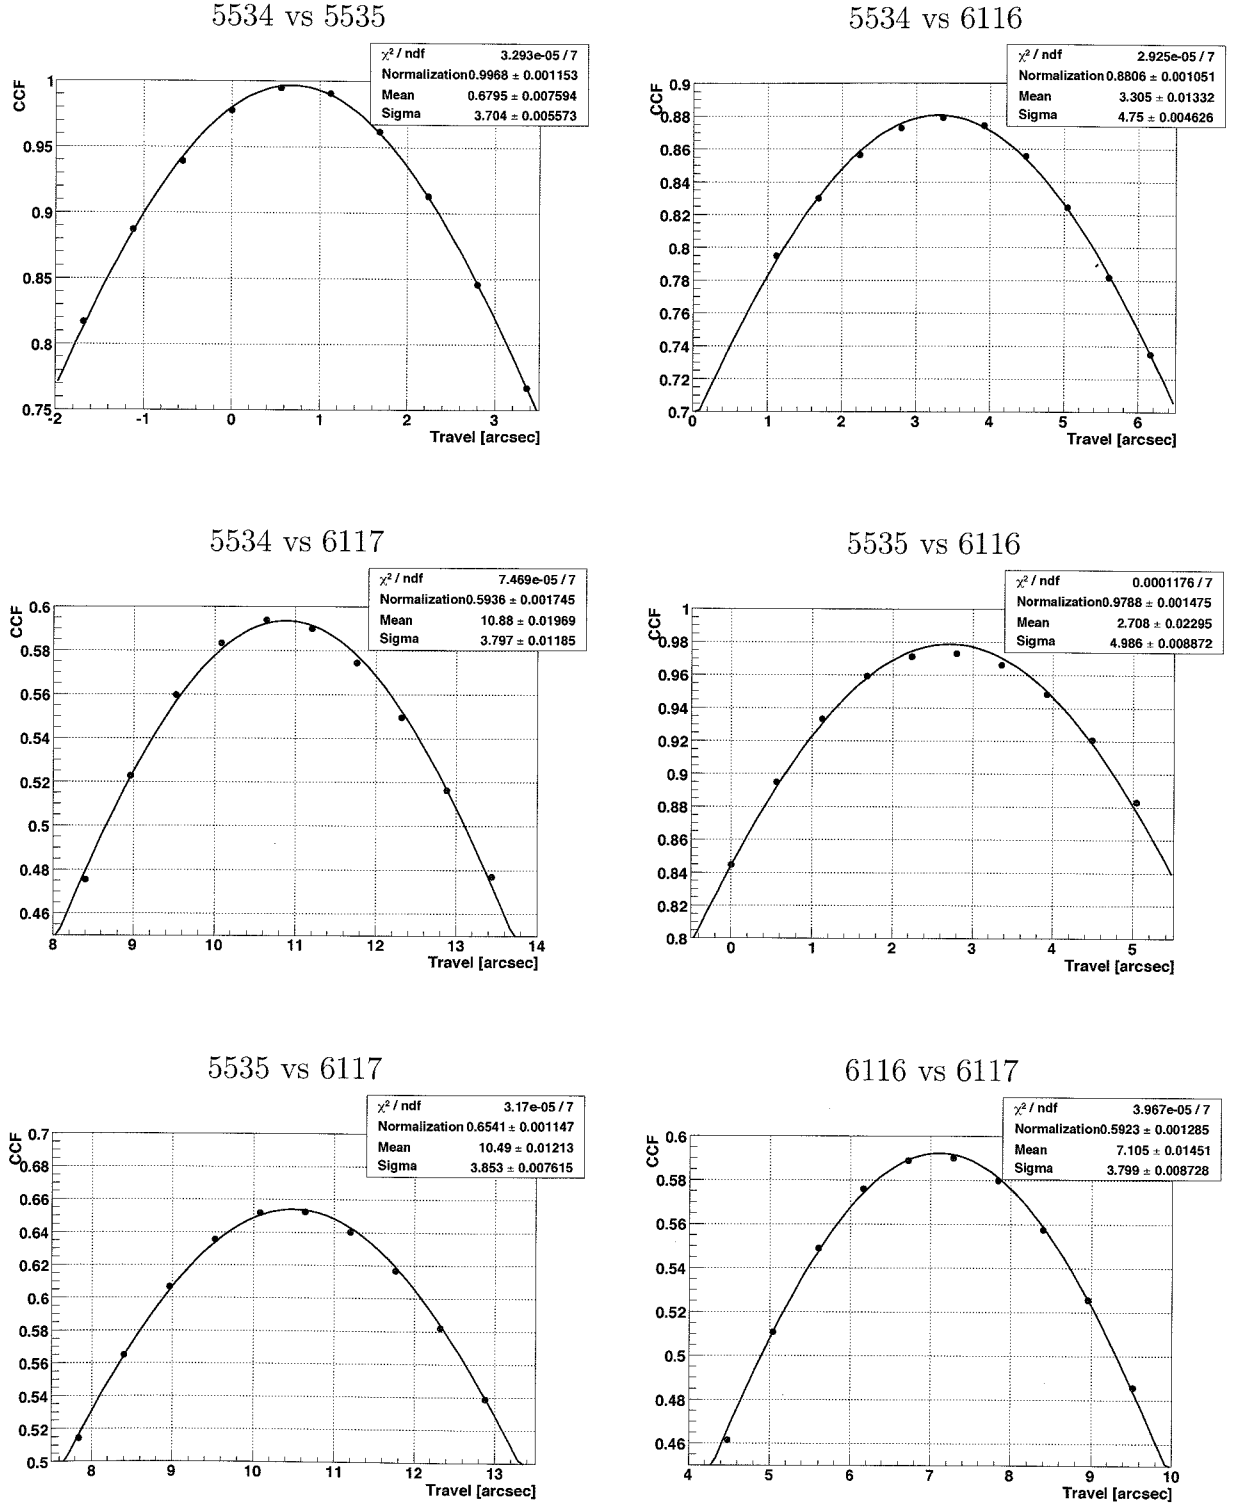 5534 vs 5535
χ² / ndf 3.293e-05 / 7
Normalization 0.9968 ± 0.001153
Mean 0.6795 ± 0.007594
Sigma 3.704 ± 0.005573
CCF
1
0.95
0.9
0.85
0.8
0.75
-2 -1 0 1 2 3
Travel [arcsec]
5534 vs 6116
χ² / ndf 2.925e-05 / 7
Normalization 0.8806 ± 0.001051
Mean 3.305 ± 0.01332
Sigma 4.75 ± 0.004626
CCF
0.9
0.88
0.86
0.84
0.82
0.8
0.78
0.76
0.74
0.72
0.7
0 1 2 3 4 5 6
Travel [arcsec]
5534 vs 6117
χ² / ndf 7.469e-05 / 7
Normalization 0.5936 ± 0.001745
Mean 10.88 ± 0.01969
Sigma 3.797 ± 0.01185
CCF
0.6
0.58
0.56
0.54
0.52
0.5
0.48
0.46
8 9 10 11 12 13 14
Travel [arcsec]
5535 vs 6116
χ² / ndf 0.0001176 / 7
Normalization 0.9788 ± 0.001475
Mean 2.708 ± 0.02295
Sigma 4.986 ± 0.008872
CCF
1
0.98
0.96
0.94
0.92
0.9
0.88
0.86
0.84
0.82
0.8
0 1 2 3 4 5
Travel [arcsec]
5535 vs 6117
χ² / ndf 3.17e-05 / 7
Normalization 0.6541 ± 0.001147
Mean 10.49 ± 0.01213
Sigma 3.853 ± 0.007615
CCF
0.7
0.68
0.66
0.64
0.62
0.6
0.58
0.56
0.54
0.52
0.5
8 9 10 11 12 13
Travel [arcsec]
6116 vs 6117
χ² / ndf 3.967e-05 / 7
Normalization 0.5923 ± 0.001285
Mean 7.105 ± 0.01451
Sigma 3.799 ± 0.008728
CCF
0.6
0.58
0.56
0.54
0.52
0.5
0.48
0.46
4 5 6 7 8 9 10
Travel [arcsec]